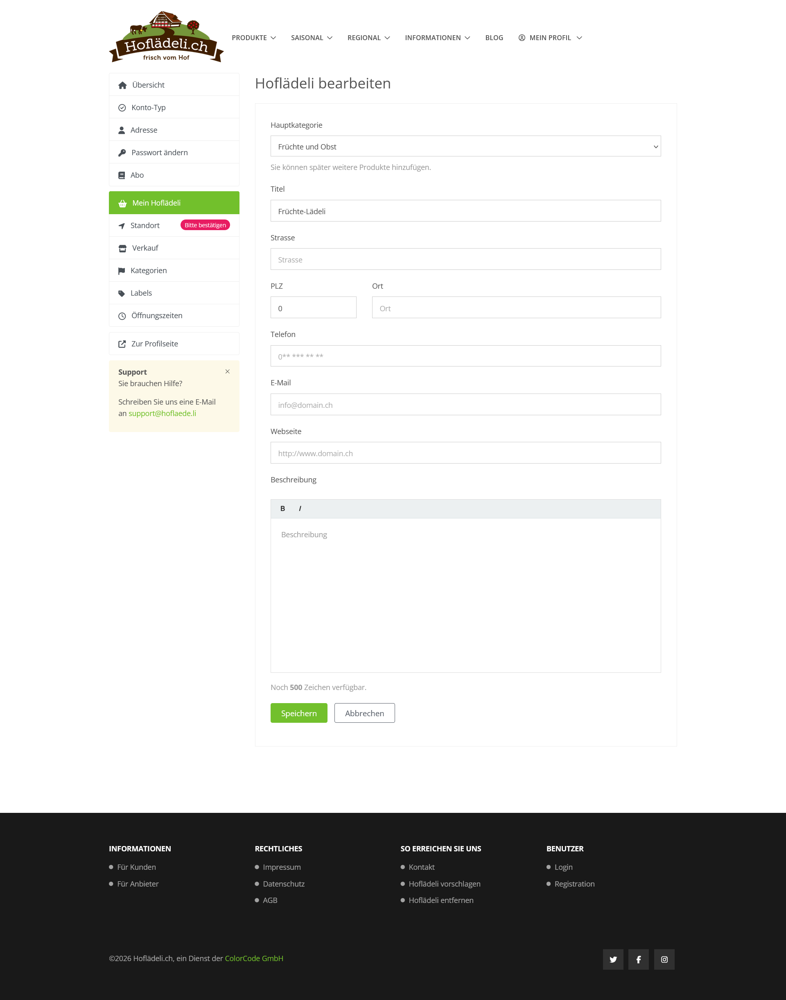 Hoflädeli.ch
frisch vom Hof
PRODUKTE
SAISONAL
REGIONAL
INFORMATIONEN
BLOG
MEIN PROFIL
Übersicht
Konto-Typ
Adresse
Passwort ändern
Abo
Mein Hoflädeli
Standort Bitte bestätigen
Verkauf
Kategorien
Labels
Öffnungszeiten
Zur Profilseite
Support
Sie brauchen Hilfe?
Schreiben Sie uns eine E-Mail
an support@hoflaede.li
Hoflädeli bearbeiten
Hauptkategorie
Früchte und Obst
Sie können später weitere Produkte hinzufügen.
Titel
Früchte-Lädeli
Strasse
Strasse
PLZ
0
Ort
Ort
Telefon
0** *** ** **
E-Mail
info@domain.ch
Webseite
http://www.domain.ch
Beschreibung
B I
Beschreibung
Noch 500 Zeichen verfügbar.
Speichern
Abbrechen
INFORMATIONEN
Für Kunden
Für Anbieter
RECHTLICHES
Impressum
Datenschutz
AGB
SO ERREICHEN SIE UNS
Kontakt
Hoflädeli vorschlagen
Hoflädeli entfernen
BENUTZER
Login
Registration
©2026 Hoflädeli.ch, ein Dienst der ColorCode GmbH